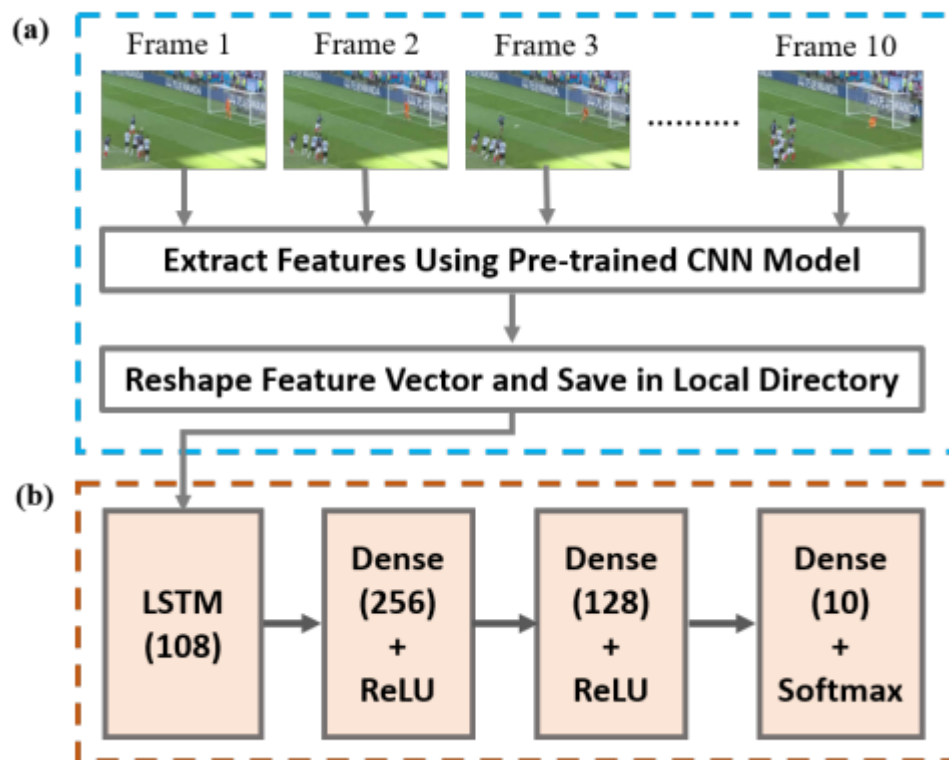 (a)
Frame 1 Frame 2 Frame 3 Frame 10
..........
Extract Features Using Pre-trained CNN Model
Reshape Feature Vector and Save in Local Directory
(b)
LSTM
(108)
Dense
(256)
+
ReLU
Dense
(128)
+
ReLU
Dense
(10)
+
Softmax